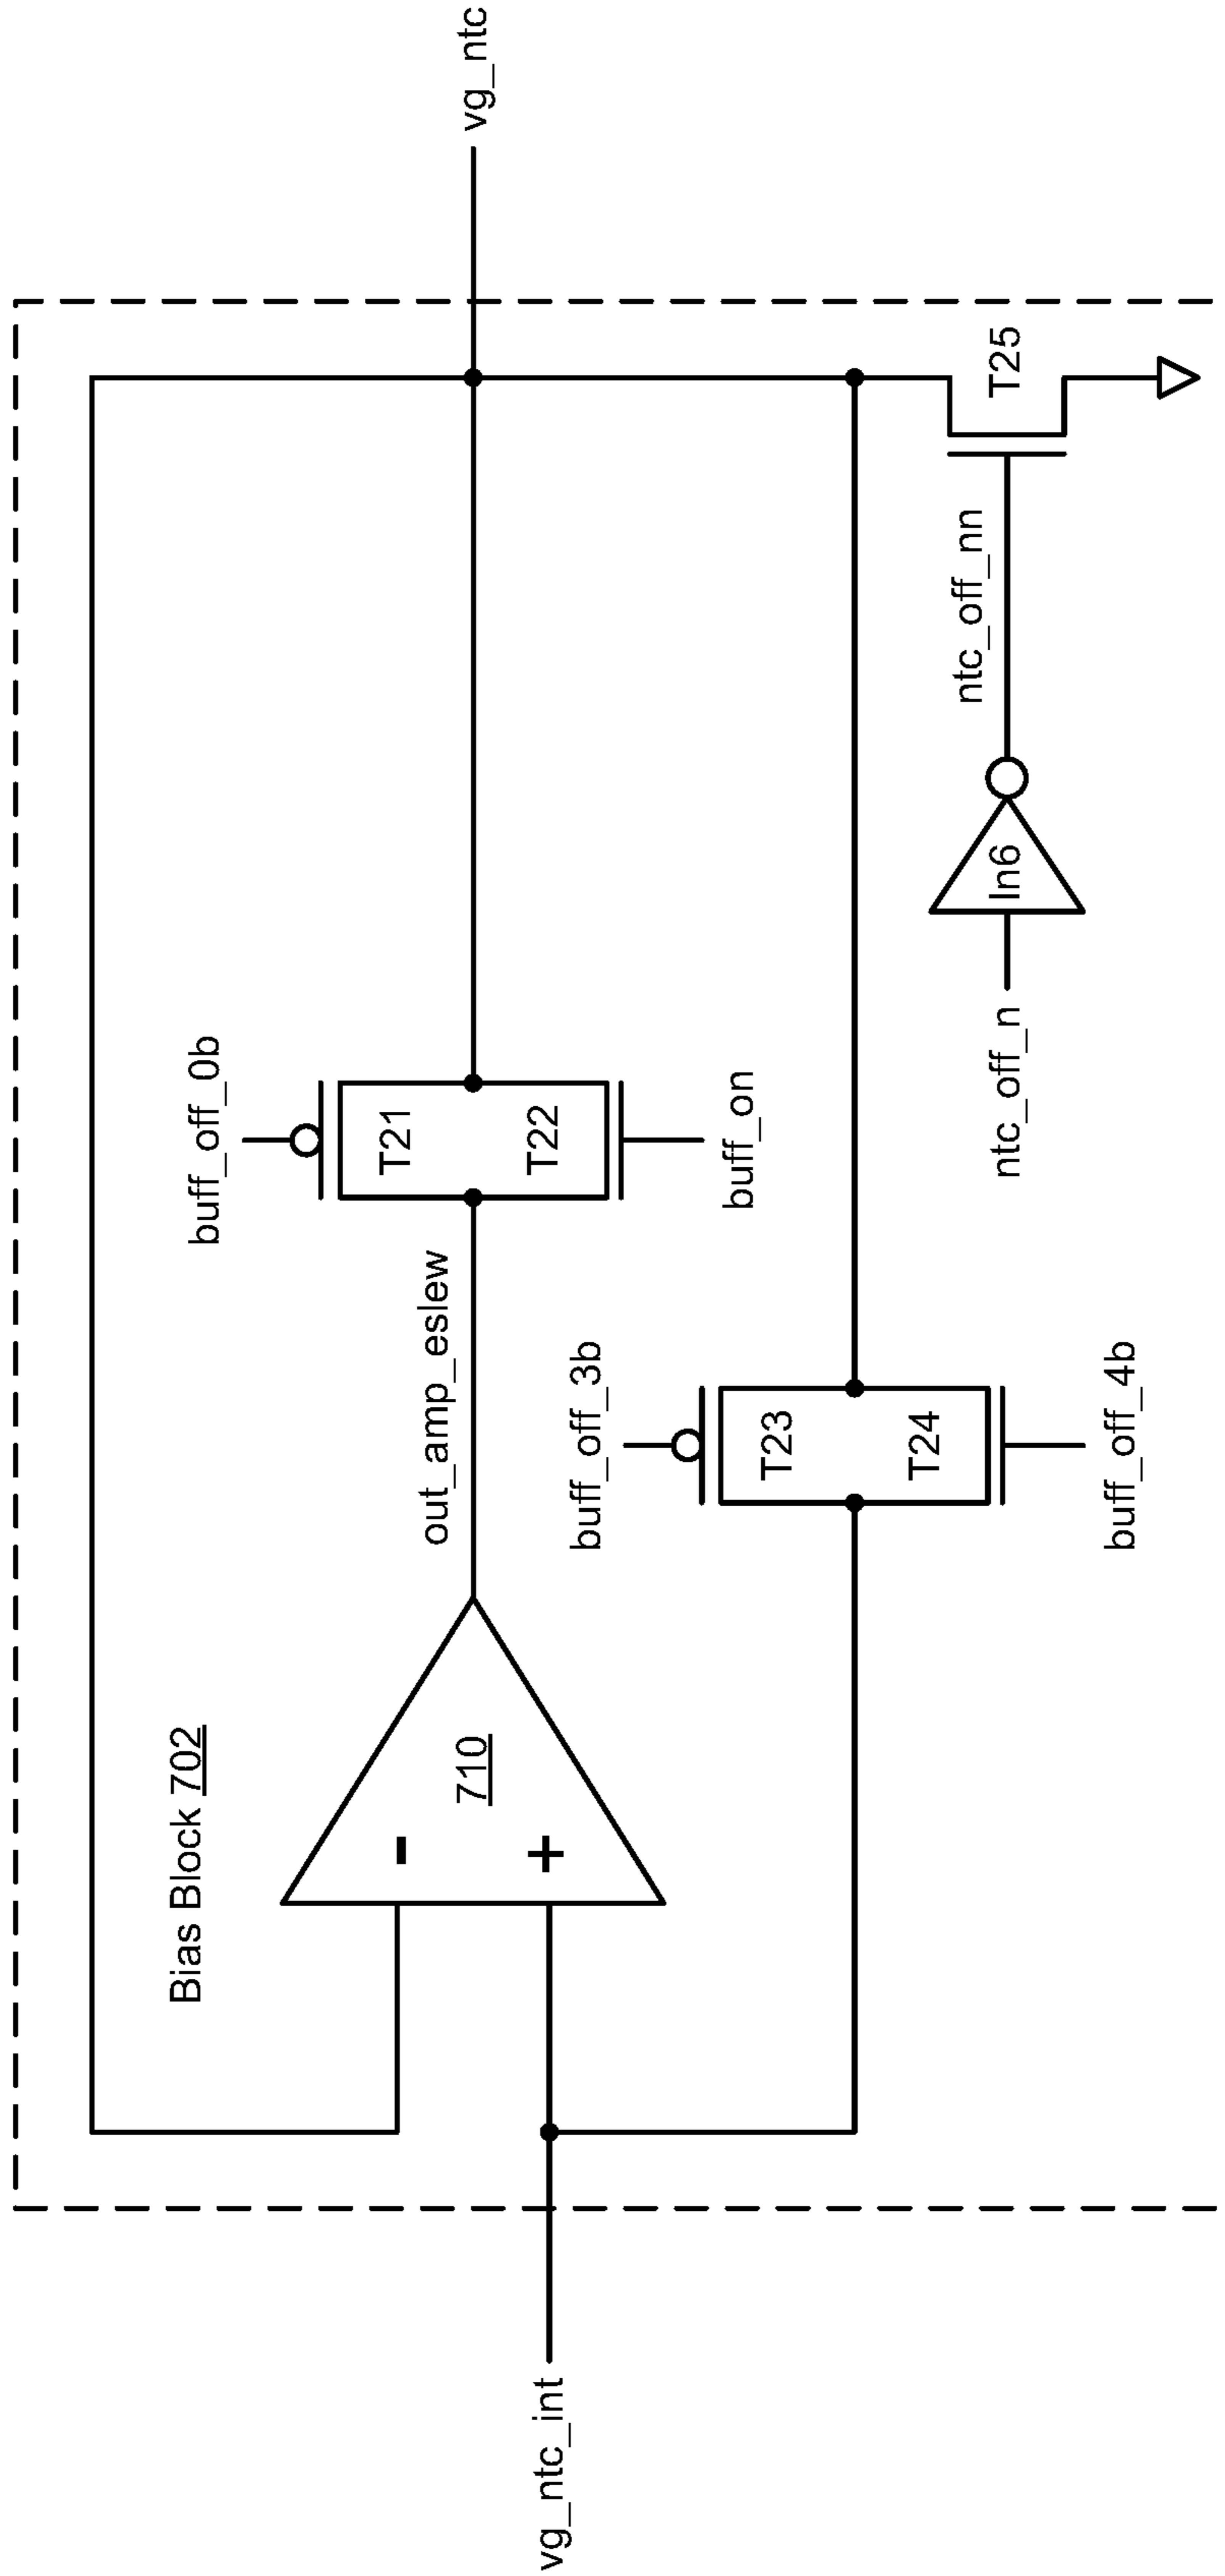 Bias Block 702
buff_off_0b
T21
T22
buff_on
out_amp_eslew
vg_ntc
-
+
710
vg_ntc_int
buff_off_3b
T23
T24
buff_off_4b
ntc_off_n
In6
ntc_off_nn
T25